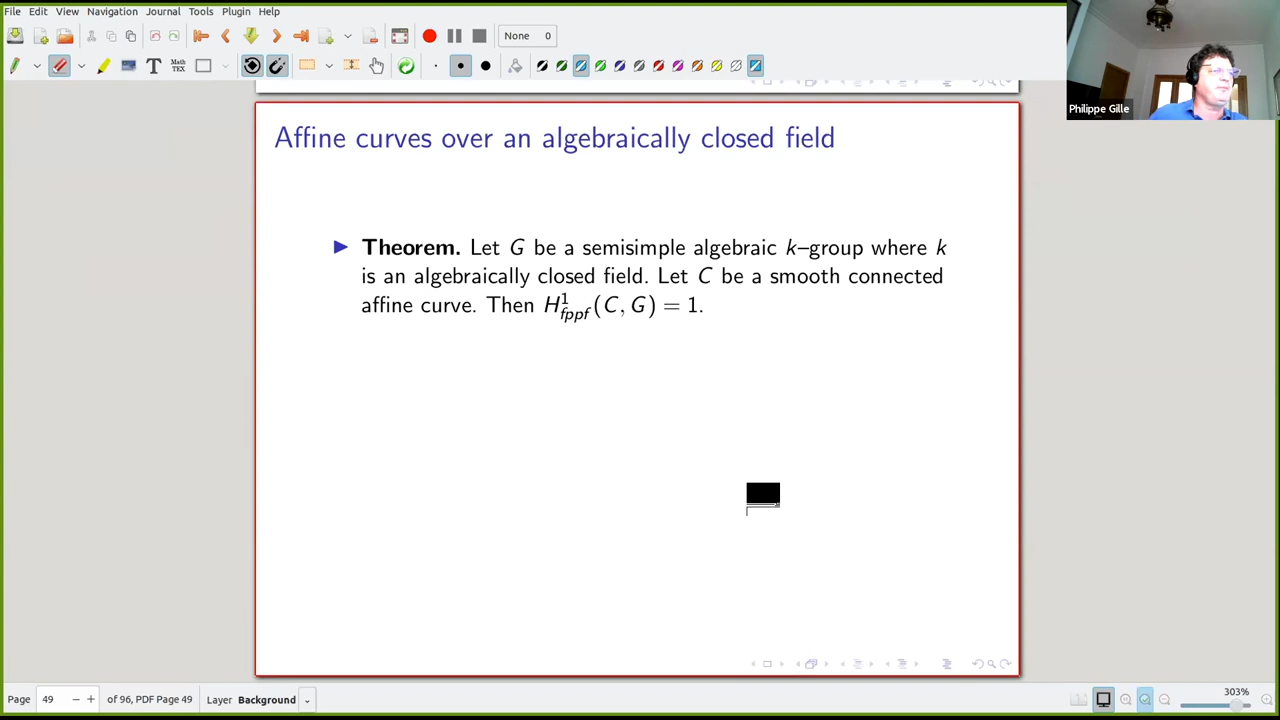 File Edit View Navigation Journal Tools Plugin Help
None 0
T Math TEX
Philippe Gille
Affine curves over an algebraically closed field
Theorem. Let G be a semisimple algebraic k–group where k
is an algebraically closed field. Let C be a smooth connected
affine curve. Then H¹fppf(C, G) = 1.
Page 49 − + of 96, PDF Page 49 Layer Background 303%